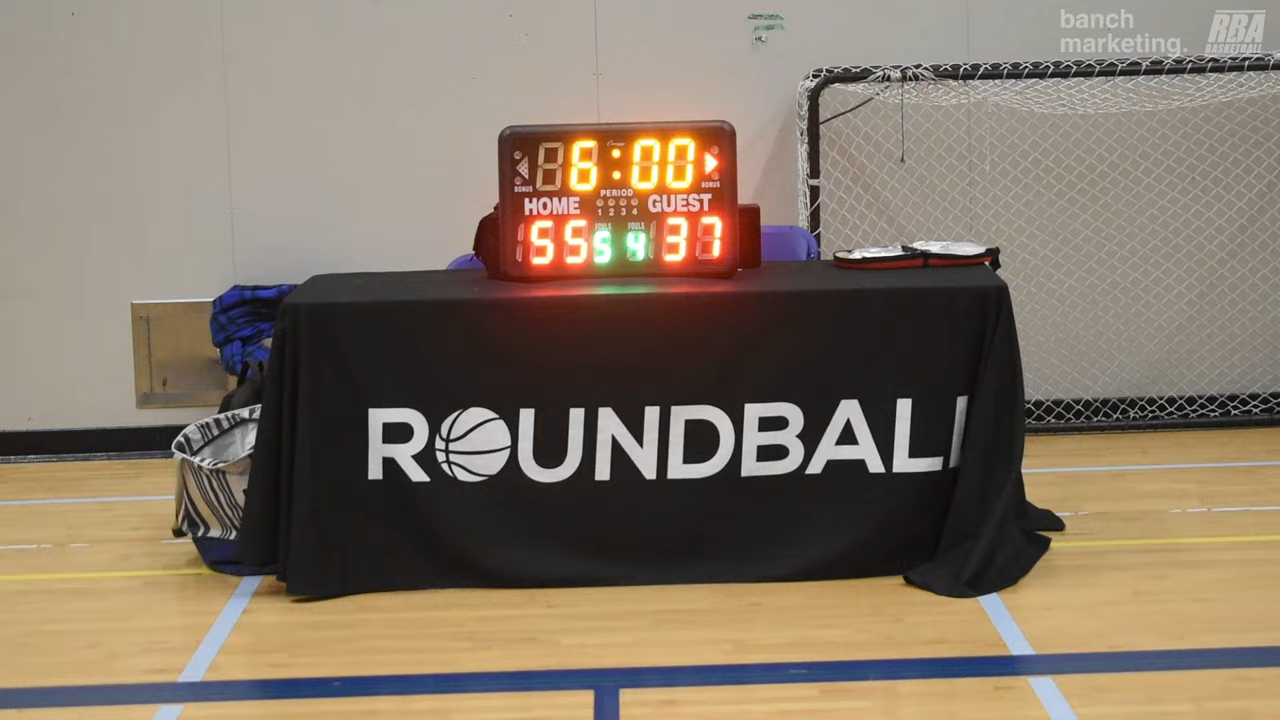 banch
marketing.
RBA
BASKETBALL
6:00
BONUS
BONUS
PERIOD
HOME
GUEST
1 2 3 4
FOULS
FOULS
55
5
4
37
ROUNDBALL